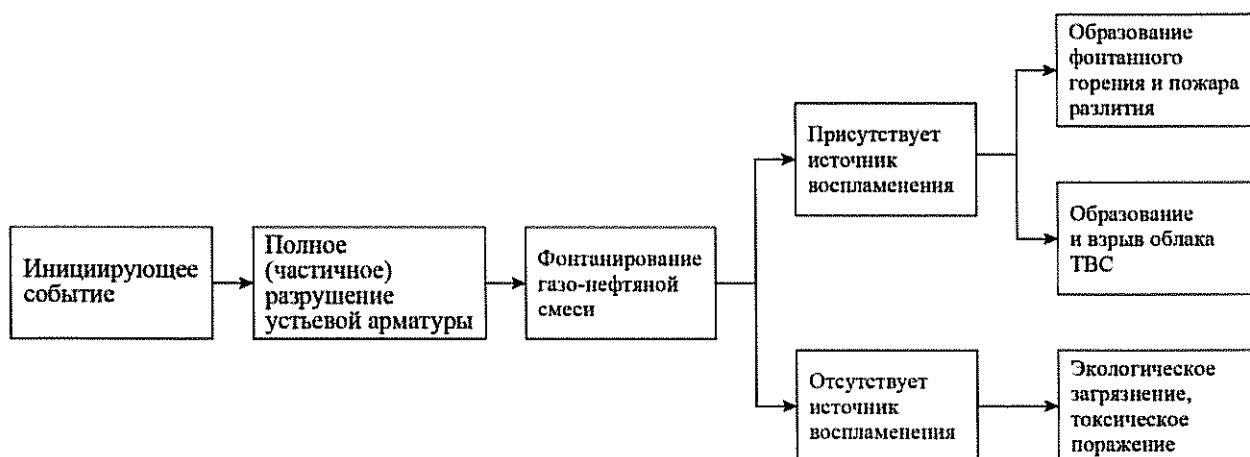 Инициирующее
событие
Полное
(частичное)
разрушение
устьевой арматуры
Фонтанирование
газо-нефтяной
смеси
Присутствует
источник
воспламенения
Образование
фонтанного
горения и пожара
разлития
Образование
и взрыв облака
ТВС
Отсутствует
источник
воспламенения
Экологическое
загрязнение,
токсическое
поражение